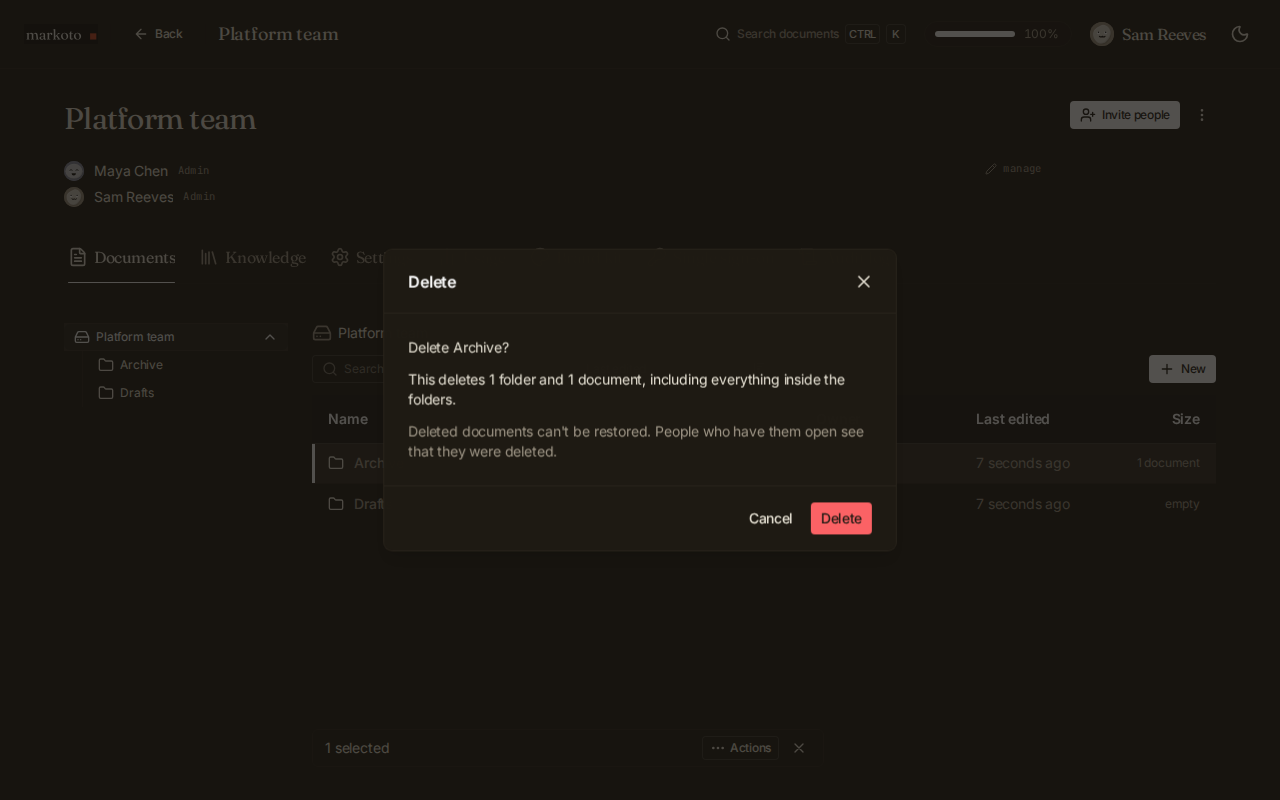 markoto
Back
Platform team
Search documents CTRL K
100%
Sam Reeves
Platform team
Invite people
Maya Chen Admin
manage
Sam Reeves Admin
Documents
Knowledge
Delete
Platform team
Archive
Drafts
Search
New
Name
Last edited
Size
7 seconds ago
1 document
7 seconds ago
empty
Delete Archive?
This deletes 1 folder and 1 document, including everything inside the
folders.
Deleted documents can't be restored. People who have them open see
that they were deleted.
Cancel
Delete
1 selected
Actions